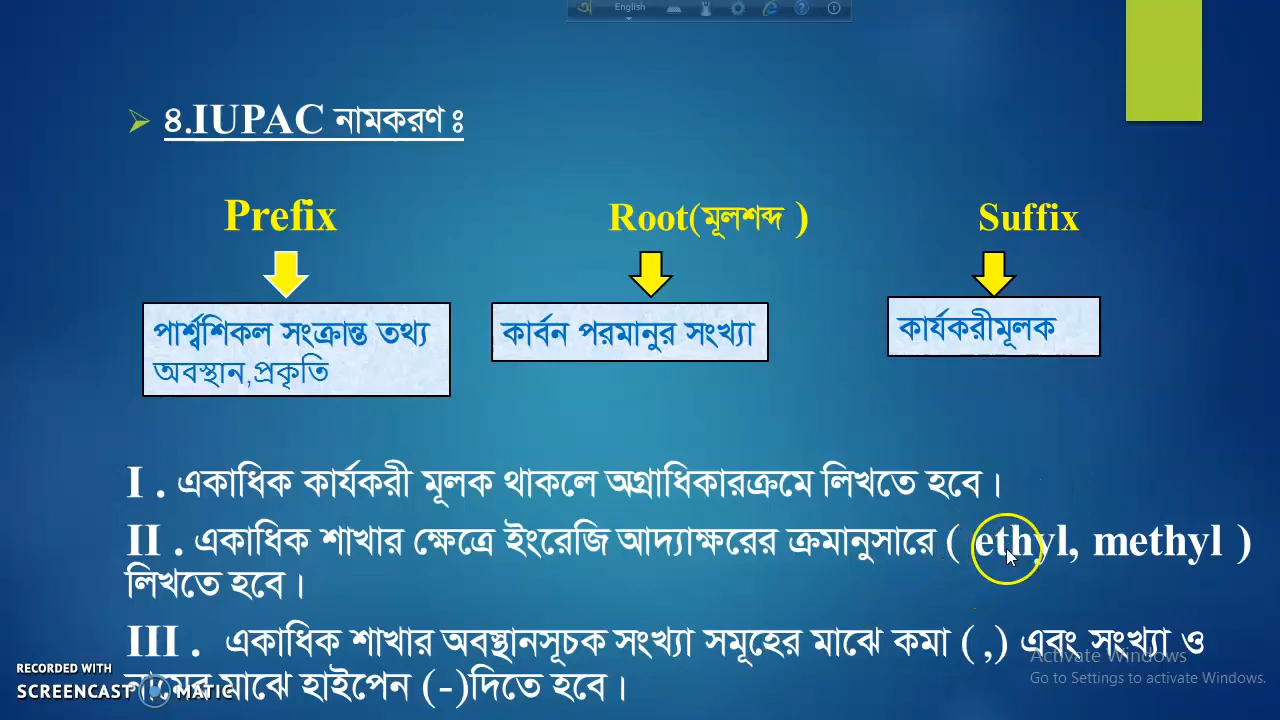 English
৪.IUPAC নামকরণ ঃ
Prefix
Root(মূলশব্দ )
Suffix
পার্শ্বশিকল সংক্রান্ত তথ্য
অবস্থান,প্রকৃতি
কার্বন পরমানুর সংখ্যা
কার্যকরীমূলক
I . একাধিক কার্যকরী মূলক থাকলে অগ্রাধিকারক্রমে লিখতে হবে।
II . একাধিক শাখার ক্ষেত্রে ইংরেজি আদ্যাক্ষরের ক্রমানুসারে ( ethyl, methyl )
লিখতে হবে।
III . একাধিক শাখার অবস্থানসূচক সংখ্যা সমূহের মাঝে কমা (,) এবং সংখ্যা ও
নামের মাঝে হাইপেন (-)দিতে হবে।
Activate Windows
Go to Settings to activate Windows.
RECORDED WITH
SCREENCAST MATIC